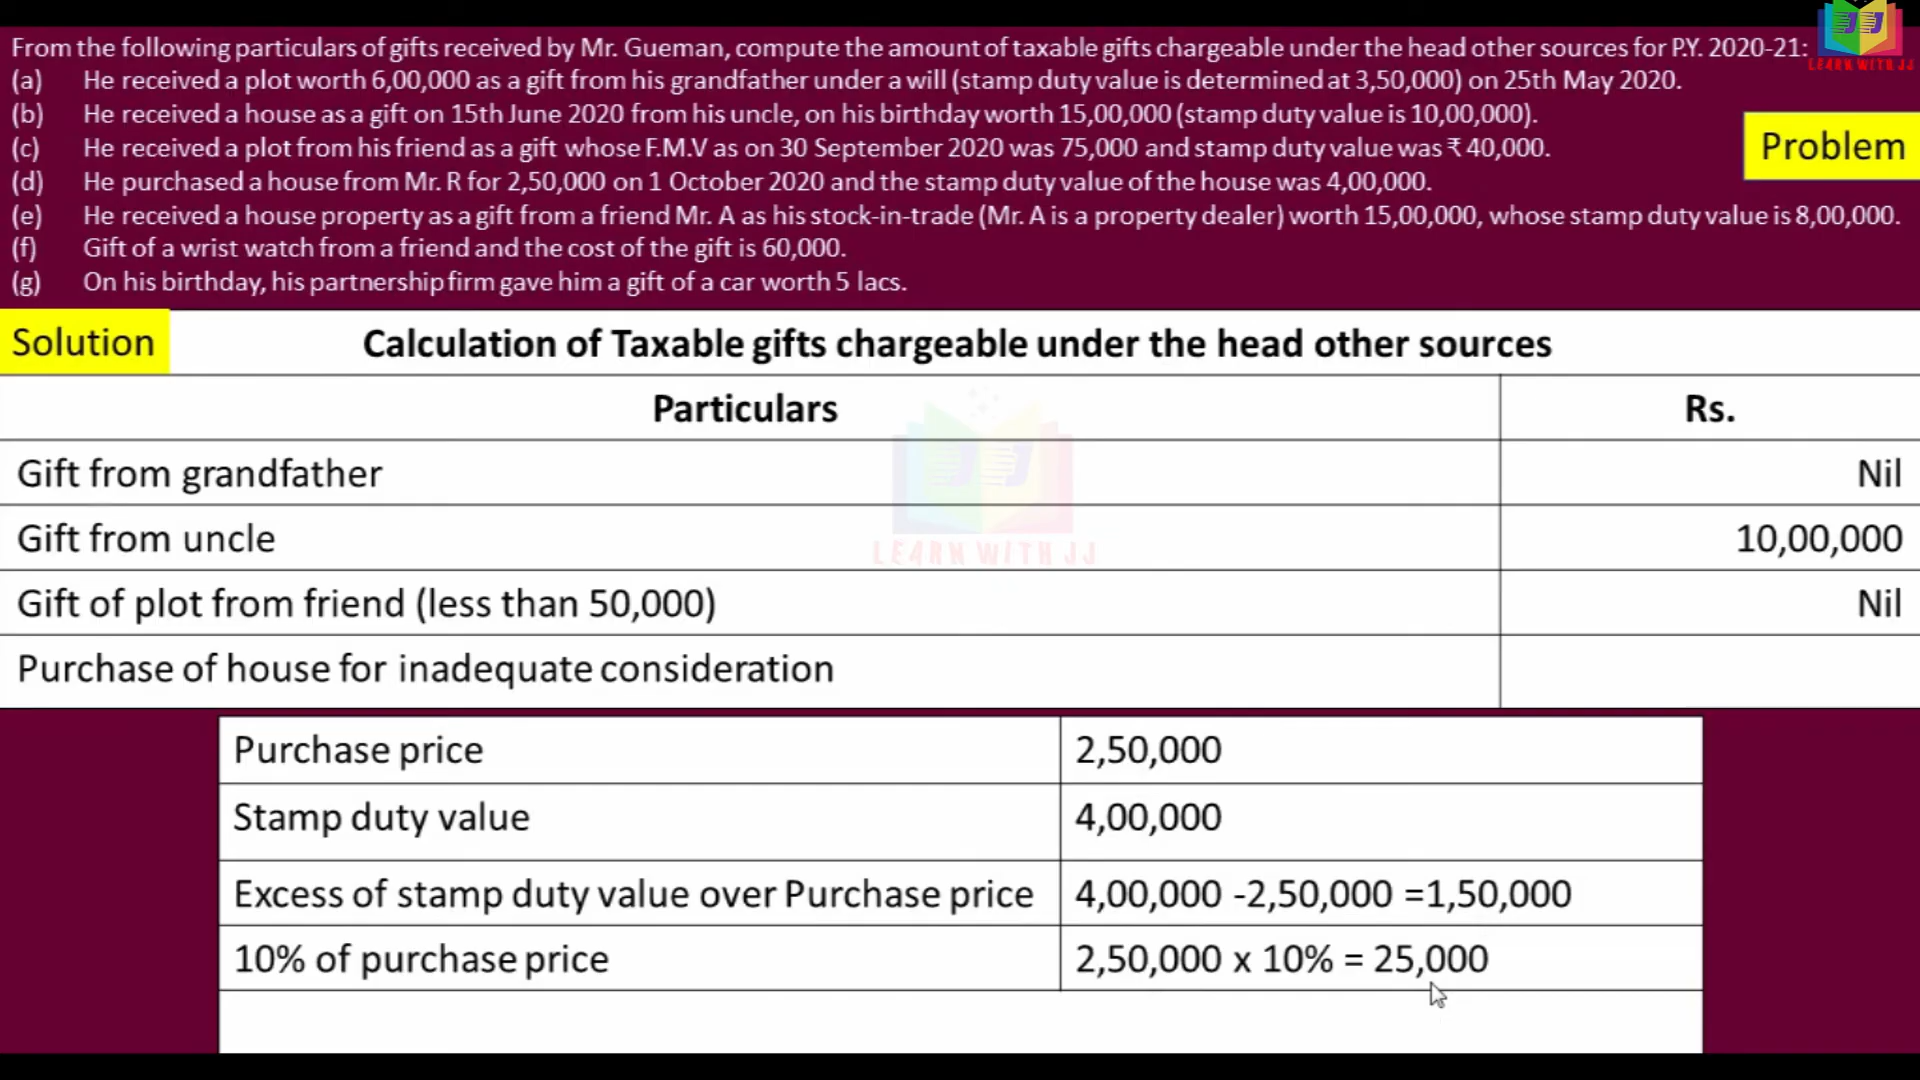 From the following particulars of gifts received by Mr. Gueman, compute the amount of taxable gifts chargeable under the head other sources for P.Y. 2020-21:
LEARN WITH JJ
(a) He received a plot worth 6,00,000 as a gift from his grandfather under a will (stamp duty value is determined at 3,50,000) on 25th May 2020.
(b) He received a house as a gift on 15th June 2020 from his uncle, on his birthday worth 15,00,000 (stamp duty value is 10,00,000).
(c) He received a plot from his friend as a gift whose F.M.V as on 30 September 2020 was 75,000 and stamp duty value was ₹ 40,000.
Problem
(d) He purchased a house from Mr. R for 2,50,000 on 1 October 2020 and the stamp duty value of the house was 4,00,000.
(e) He received a house property as a gift from a friend Mr. A as his stock-in-trade (Mr. A is a property dealer) worth 15,00,000, whose stamp duty value is 8,00,000.
(f) Gift of a wrist watch from a friend and the cost of the gift is 60,000.
(g) On his birthday, his partnership firm gave him a gift of a car worth 5 lacs.
Solution
Calculation of Taxable gifts chargeable under the head other sources
Particulars Rs.
Gift from grandfather Nil
Gift from uncle 10,00,000
LEARN WITH JJ
Gift of plot from friend (less than 50,000) Nil
Purchase of house for inadequate consideration
Purchase price 2,50,000
Stamp duty value 4,00,000
Excess of stamp duty value over Purchase price 4,00,000 -2,50,000 =1,50,000
10% of purchase price 2,50,000 x 10% = 25,000